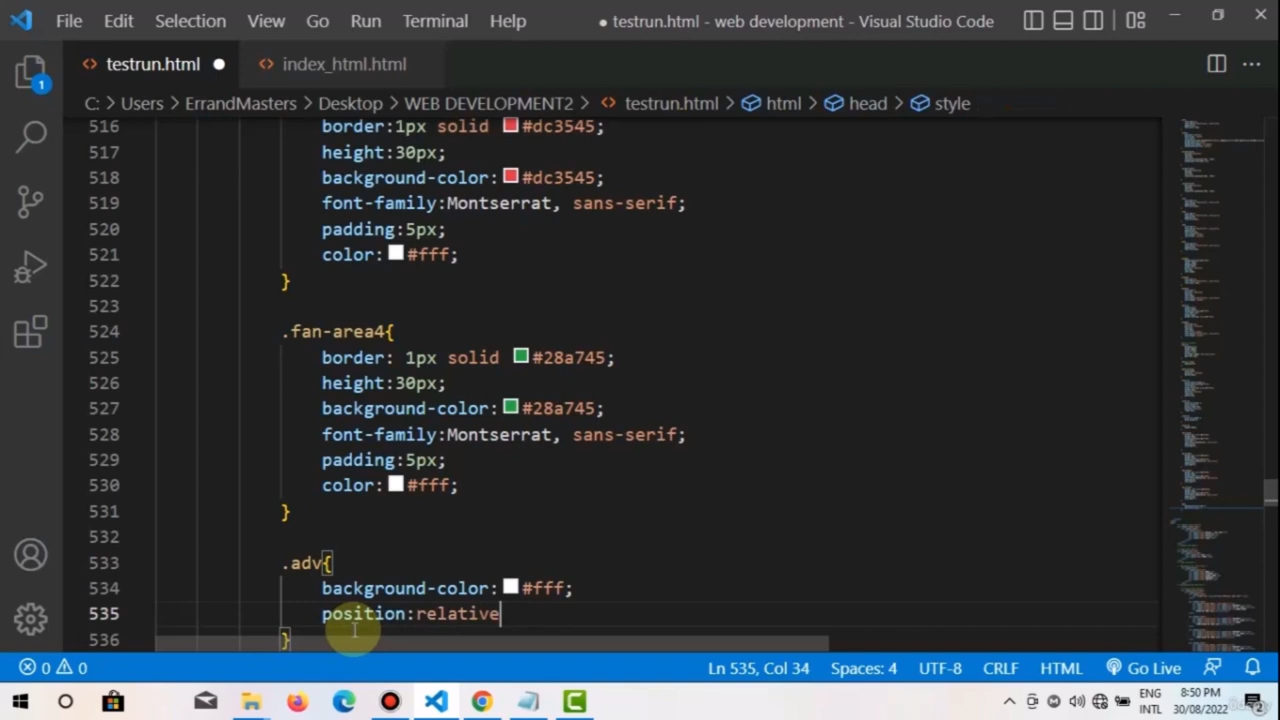 File Edit Selection View Go Run Terminal Help ● testrun.html - web development - Visual Studio Code
testrun.html ● index_html.html
C: > Users > ErrandMasters > Desktop > WEB DEVELOPMENT2 > testrun.html > html > head > style
516 border:1px solid #dc3545;
517 height:30px;
518 background-color: #dc3545;
519 font-family:Montserrat, sans-serif;
520 padding:5px;
521 color: #fff;
522 }
523
524 .fan-area4{
525 border: 1px solid #28a745;
526 height:30px;
527 background-color: #28a745;
528 font-family:Montserrat, sans-serif;
529 padding:5px;
530 color: #fff;
531 }
532
533 .adv{
534 background-color: #fff;
535 position:relative
536 }
1
0 0 Ln 535, Col 34 Spaces: 4 UTF-8 CRLF HTML Go Live
ENG 8:50 PM
INTL 30/08/2022 2